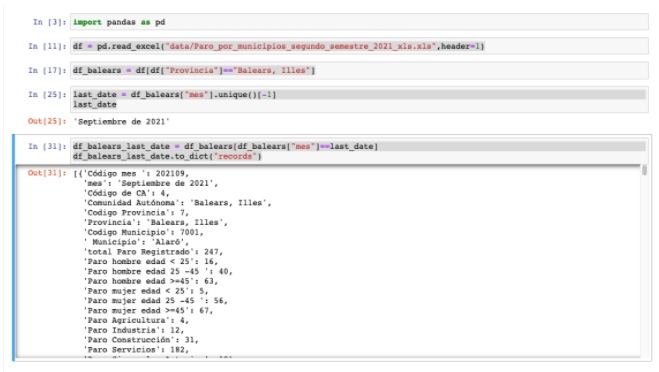 In [3]: import pandas as pd
In [11]: df = pd.read_excel("data/Paro_por_municipios_segundo_semestre_2021_xls.xls",header=1)
In [17]: df_balears = df[df["Provincia"]=="Balears, Illes"]
In [25]: last_date = df_balears["mes"].unique()[-1]
last_date
Out[25]: 'Septiembre de 2021'
In [31]: df_balears_last_date = df_balears[df_balears["mes"]==last_date]
df_balears_last_date.to_dict("records")
Out[31]: [{'Código mes ': 202109,
'mes': 'Septiembre de 2021',
'Código de CA': 4,
'Comunidad Autónoma': 'Balears, Illes',
'Codigo Provincia': 7,
'Provincia': 'Balears, Illes',
'Codigo Municipio': 7001,
' Municipio': 'Alaró',
'total Paro Registrado': 247,
'Paro hombre edad < 25': 16,
'Paro hombre edad 25 -45 ': 40,
'Paro hombre edad >=45': 63,
'Paro mujer edad < 25': 5,
'Paro mujer edad 25 -45 ': 56,
'Paro mujer edad >=45': 67,
'Paro Agricultura': 4,
'Paro Industria': 12,
'Paro Construcción': 31,
'Paro Servicios': 182,